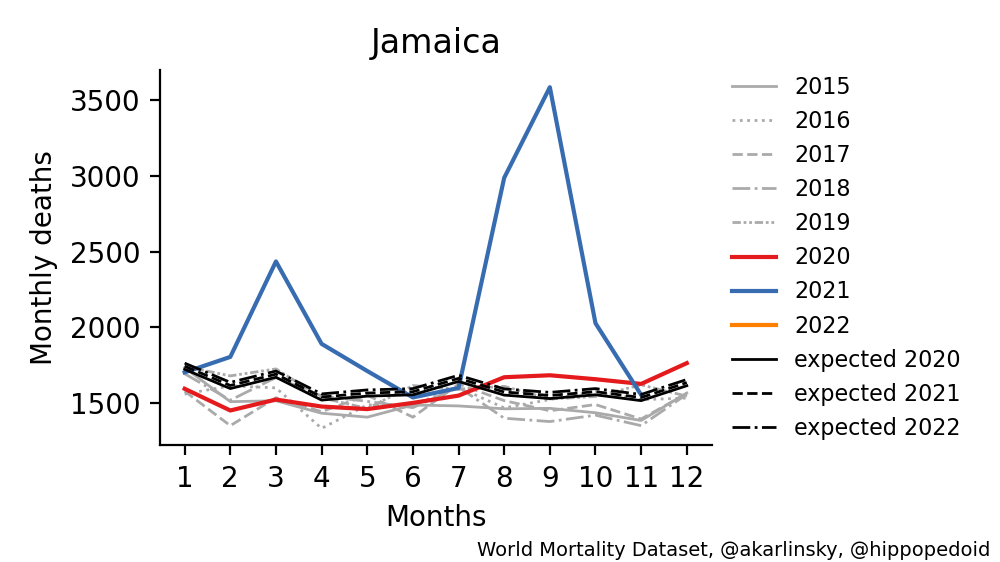 Jamaica
Monthly deaths
3500
3000
2500
2000
1500
1 2 3 4 5 6 7 8 9 10 11 12
Months
2015
2016
2017
2018
2019
2020
2021
2022
expected 2020
expected 2021
expected 2022
World Mortality Dataset, @akarlinsky, @hippopedoid